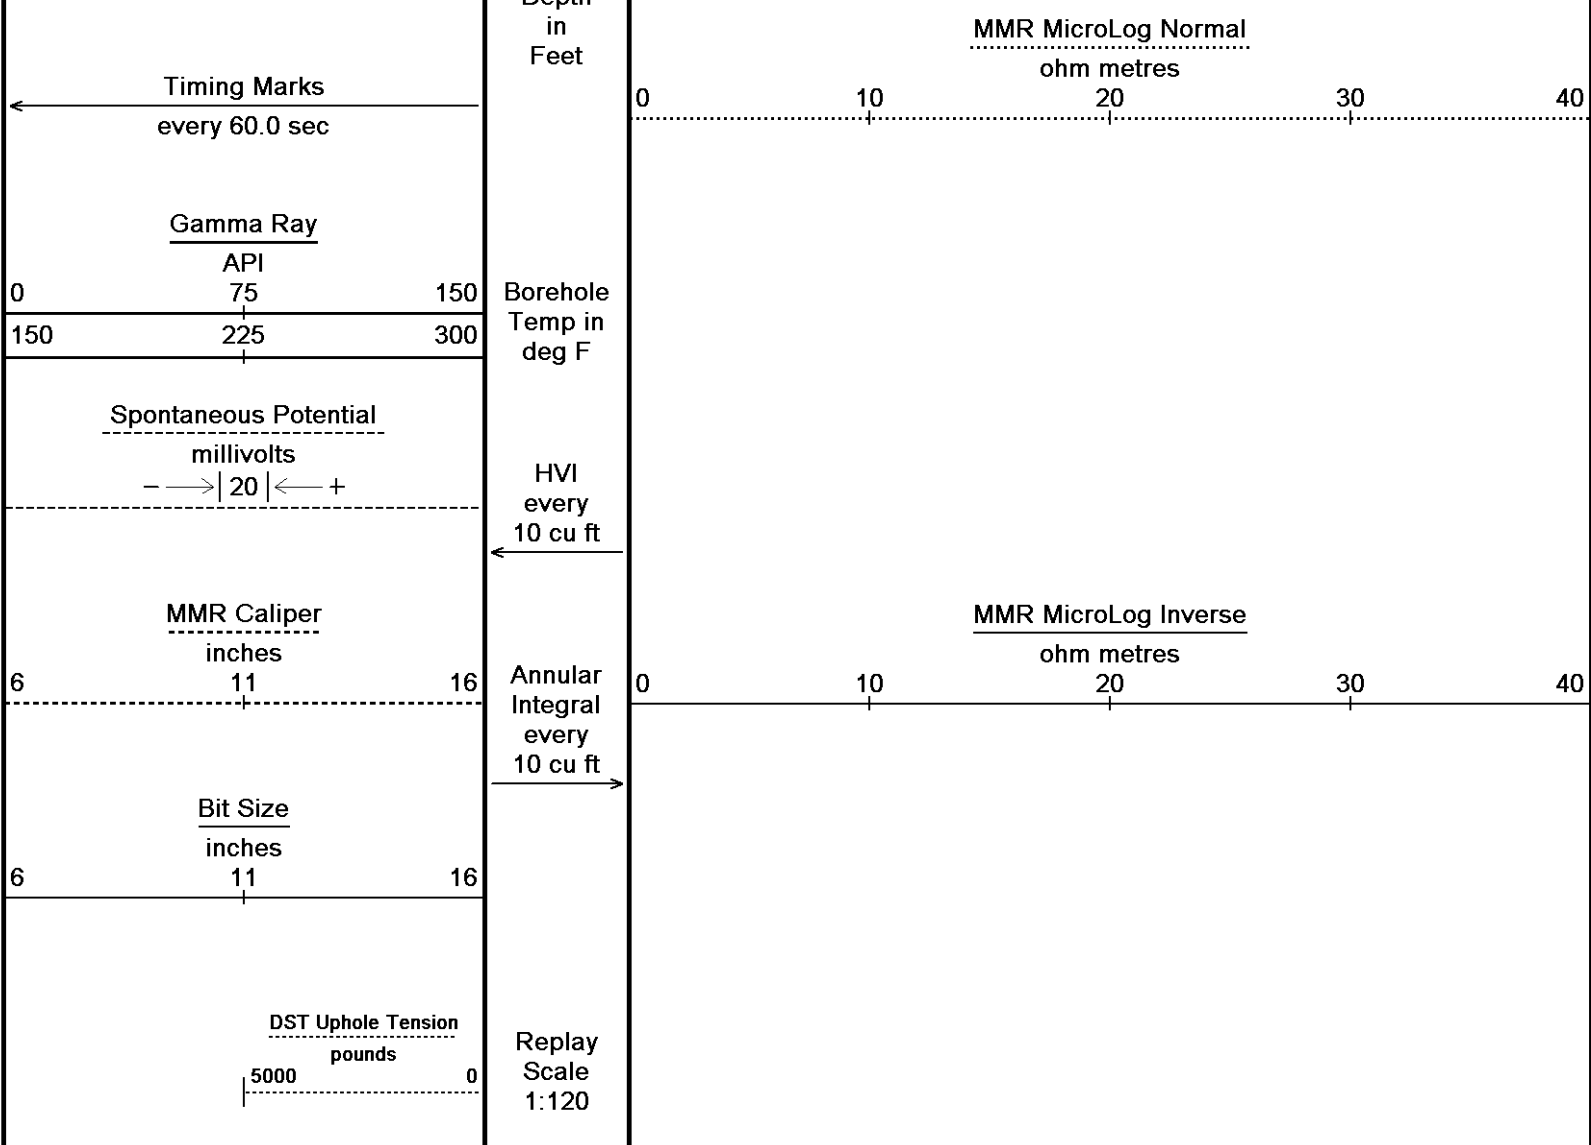 Timing Marks
every 60.0 sec
Gamma Ray
API
0 75 150
150 225 300
Spontaneous Potential
millivolts
− 20 +
MMR Caliper
inches
6 11 16
Bit Size
inches
6 11 16
DST Uphole Tension
pounds
5000 0
Depth
in
Feet
Borehole
Temp in
deg F
HVI
every
10 cu ft
Annular
Integral
every
10 cu ft
Replay
Scale
1:120
MMR MicroLog Normal
ohm metres
0 10 20 30 40
MMR MicroLog Inverse
ohm metres
0 10 20 30 40